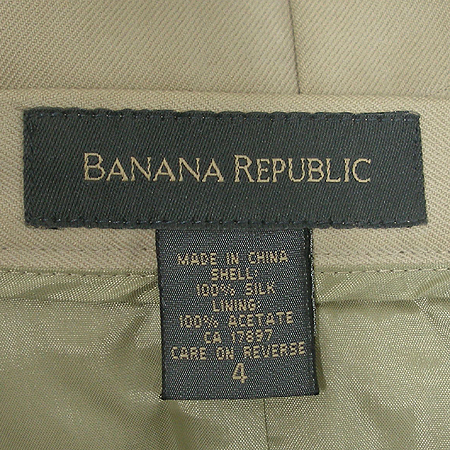 BANANA REPUBLIC
MADE IN CHINA
SHELL:
100% SILK
LINING:
100% ACETATE
CA 17897
CARE ON REVERSE
4